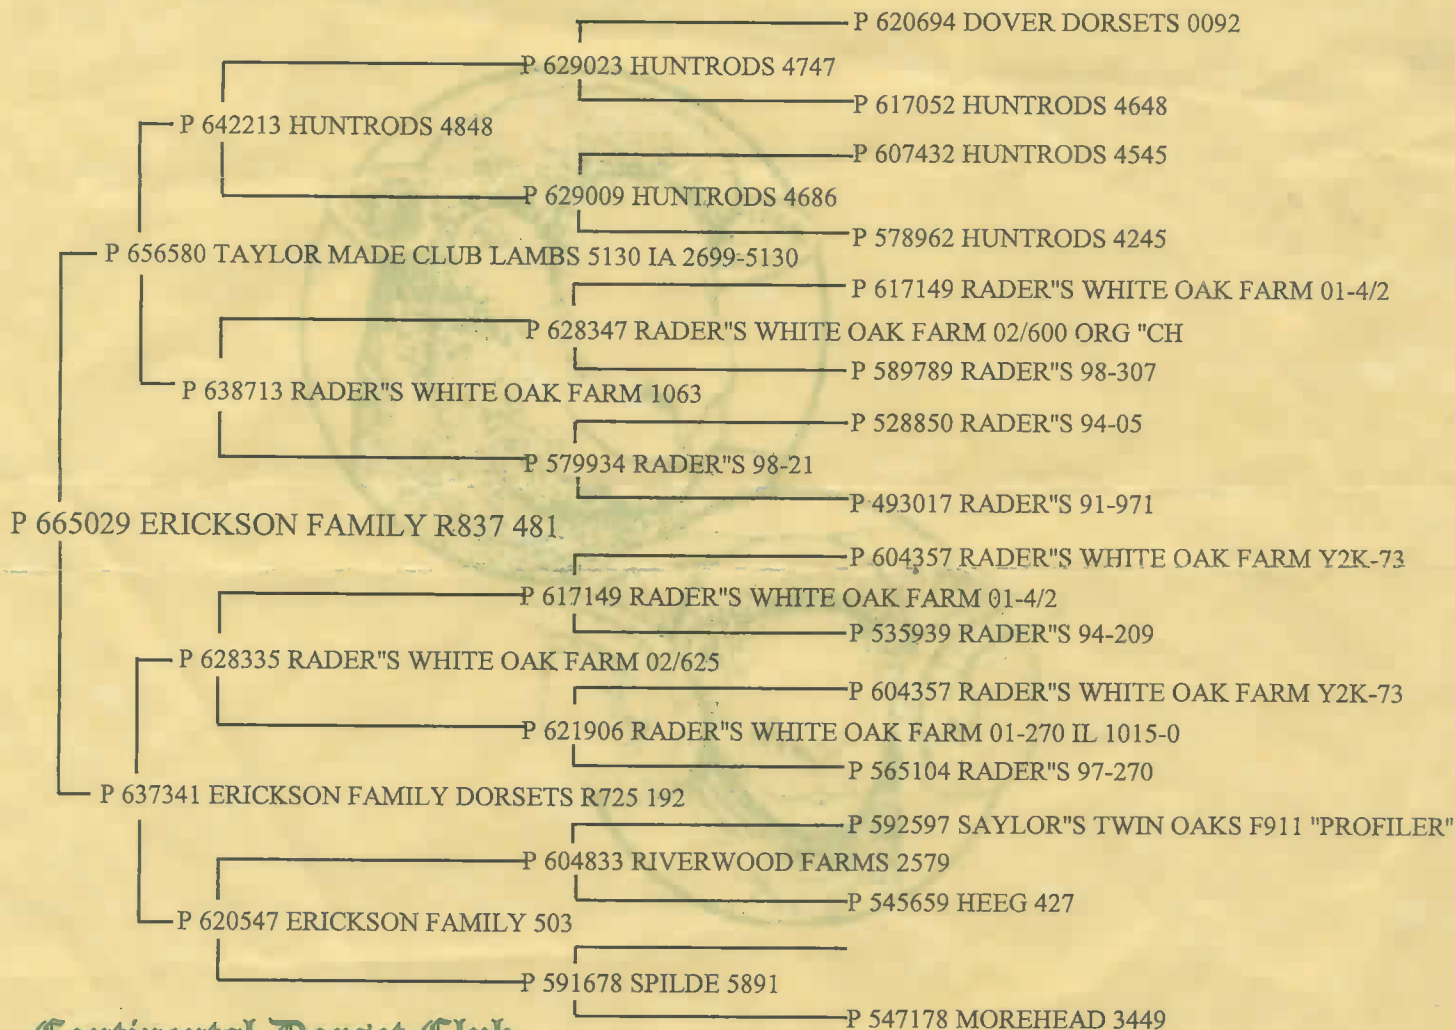 P 620694 DOVER DORSETS 0092
P 629023 HUNTRODS 4747
P 617052 HUNTRODS 4648
P 642213 HUNTRODS 4848
P 607432 HUNTRODS 4545
P 629009 HUNTRODS 4686
P 578962 HUNTRODS 4245
P 656580 TAYLOR MADE CLUB LAMBS 5130 IA 2699-5130
P 617149 RADER"S WHITE OAK FARM 01-4/2
P 628347 RADER"S WHITE OAK FARM 02/600 ORG "CH
P 589789 RADER"S 98-307
P 638713 RADER"S WHITE OAK FARM 1063
P 528850 RADER"S 94-05
P 579934 RADER"S 98-21
P 493017 RADER"S 91-971
P 665029 ERICKSON FAMILY R837 481
P 604357 RADER"S WHITE OAK FARM Y2K-73
P 617149 RADER"S WHITE OAK FARM 01-4/2
P 535939 RADER"S 94-209
P 628335 RADER"S WHITE OAK FARM 02/625
P 604357 RADER"S WHITE OAK FARM Y2K-73
P 621906 RADER"S WHITE OAK FARM 01-270 IL 1015-0
P 565104 RADER"S 97-270
P 637341 ERICKSON FAMILY DORSETS R725 192
P 592597 SAYLOR"S TWIN OAKS F911 "PROFILER"
P 604833 RIVERWOOD FARMS 2579
P 545659 HEEG 427
P 620547 ERICKSON FAMILY 503
P 591678 SPILDE 5891
P 547178 MOREHEAD 3449
Continental Dorset Club